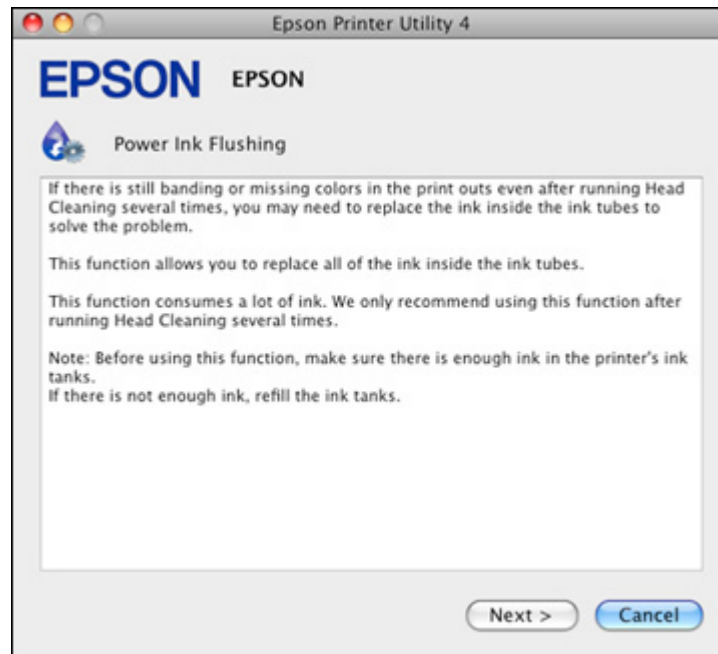 Epson Printer Utility 4
EPSON EPSON
Power Ink Flushing
If there is still banding or missing colors in the print outs even after running Head
Cleaning several times, you may need to replace the ink inside the ink tubes to
solve the problem.
This function allows you to replace all of the ink inside the ink tubes.
This function consumes a lot of ink. We only recommend using this function after
running Head Cleaning several times.
Note: Before using this function, make sure there is enough ink in the printer's ink
tanks.
If there is not enough ink, refill the ink tanks.
Next > Cancel